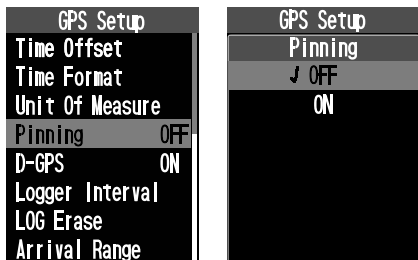 GPS Setup
Time Offset
Time Format
Unit Of Measure
Pinning OFF
D-GPS ON
Logger Interval
LOG Erase
Arrival Range
GPS Setup
Pinning
✓ OFF
ON